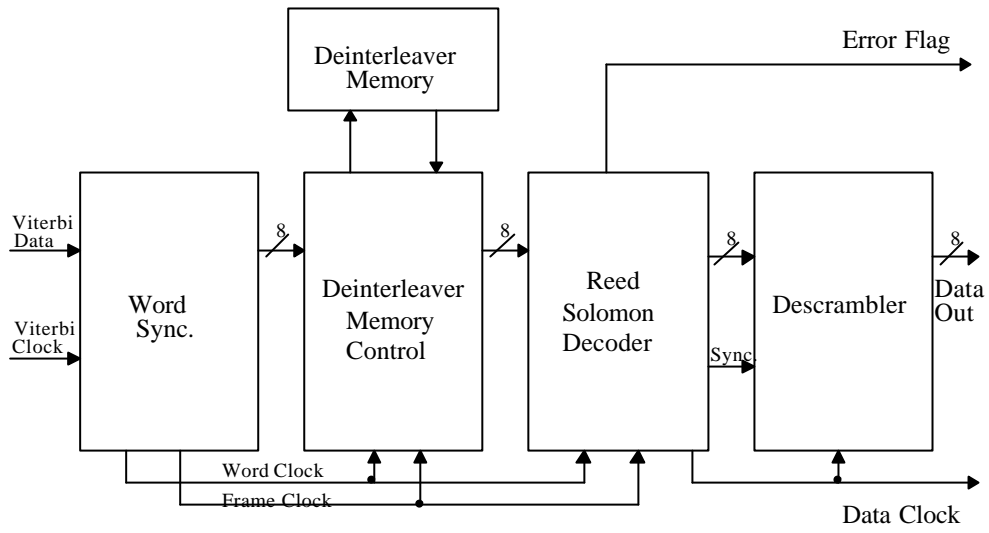 Deinterleaver
Memory
Error Flag
Viterbi
Data
8
8
8
8
Word
Sync.
Viterbi
Clock
Deinterleaver
Memory
Control
Reed
Solomon
Decoder
Sync.
Descrambler
Data
Out
Word Clock
Frame Clock
Data Clock